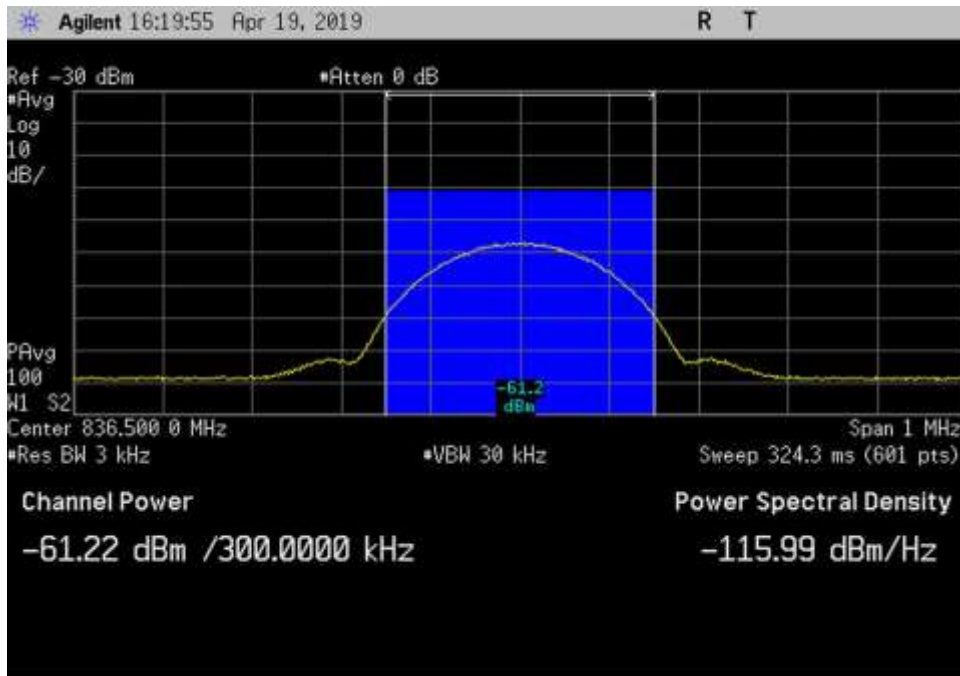 Agilent 16:19:55 Apr 19, 2019 R T
Ref -30 dBm #Atten 0 dB
#Avg
Log
10
dB/
PAvg
100
W1 S2
-61.2
dBm
Center 836.500 0 MHz Span 1 MHz
#Res BW 3 kHz #VBW 30 kHz Sweep 324.3 ms (601 pts)
Channel Power Power Spectral Density
-61.22 dBm /300.0000 kHz -115.99 dBm/Hz